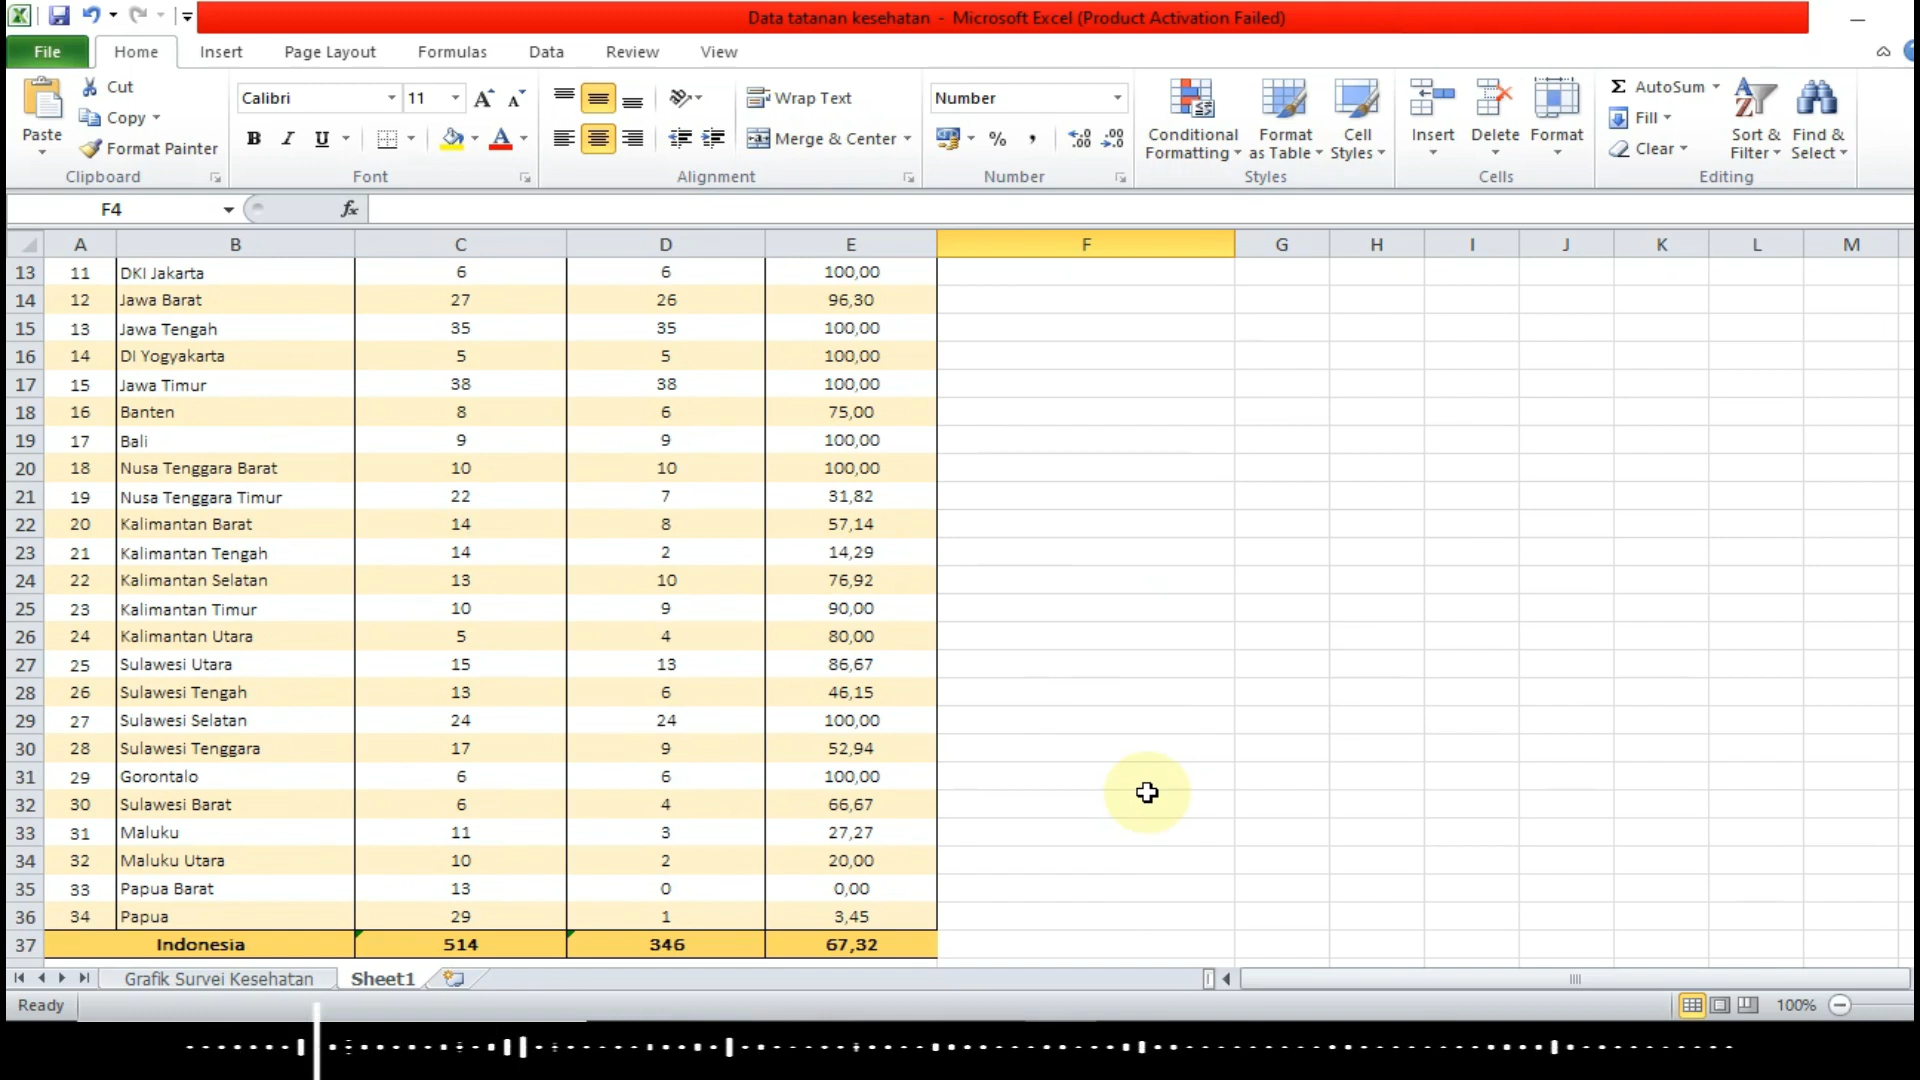 Data tatanan kesehatan - Microsoft Excel (Product Activation Failed)
File Home Insert Page Layout Formulas Data Review View
Cut
Calibri 11 Wrap Text Number AutoSum
Copy Fill
Paste B I U Merge & Center % , Conditional Formatting Format as Table Cell Styles Insert Delete Format Sort & Filter Find & Select
Format Painter Clear
Clipboard Font Alignment Number Styles Cells Editing
F4 fx
A B C D E F G H I J K L M
13 11 DKI Jakarta 6 6 100,00
14 12 Jawa Barat 27 26 96,30
15 13 Jawa Tengah 35 35 100,00
16 14 DI Yogyakarta 5 5 100,00
17 15 Jawa Timur 38 38 100,00
18 16 Banten 8 6 75,00
19 17 Bali 9 9 100,00
20 18 Nusa Tenggara Barat 10 10 100,00
21 19 Nusa Tenggara Timur 22 7 31,82
22 20 Kalimantan Barat 14 8 57,14
23 21 Kalimantan Tengah 14 2 14,29
24 22 Kalimantan Selatan 13 10 76,92
25 23 Kalimantan Timur 10 9 90,00
26 24 Kalimantan Utara 5 4 80,00
27 25 Sulawesi Utara 15 13 86,67
28 26 Sulawesi Tengah 13 6 46,15
29 27 Sulawesi Selatan 24 24 100,00
30 28 Sulawesi Tenggara 17 9 52,94
31 29 Gorontalo 6 6 100,00
32 30 Sulawesi Barat 6 4 66,67
33 31 Maluku 11 3 27,27
34 32 Maluku Utara 10 2 20,00
35 33 Papua Barat 13 0 0,00
36 34 Papua 29 1 3,45
37 Indonesia 514 346 67,32
Grafik Survei Kesehatan Sheet1
Ready 100%